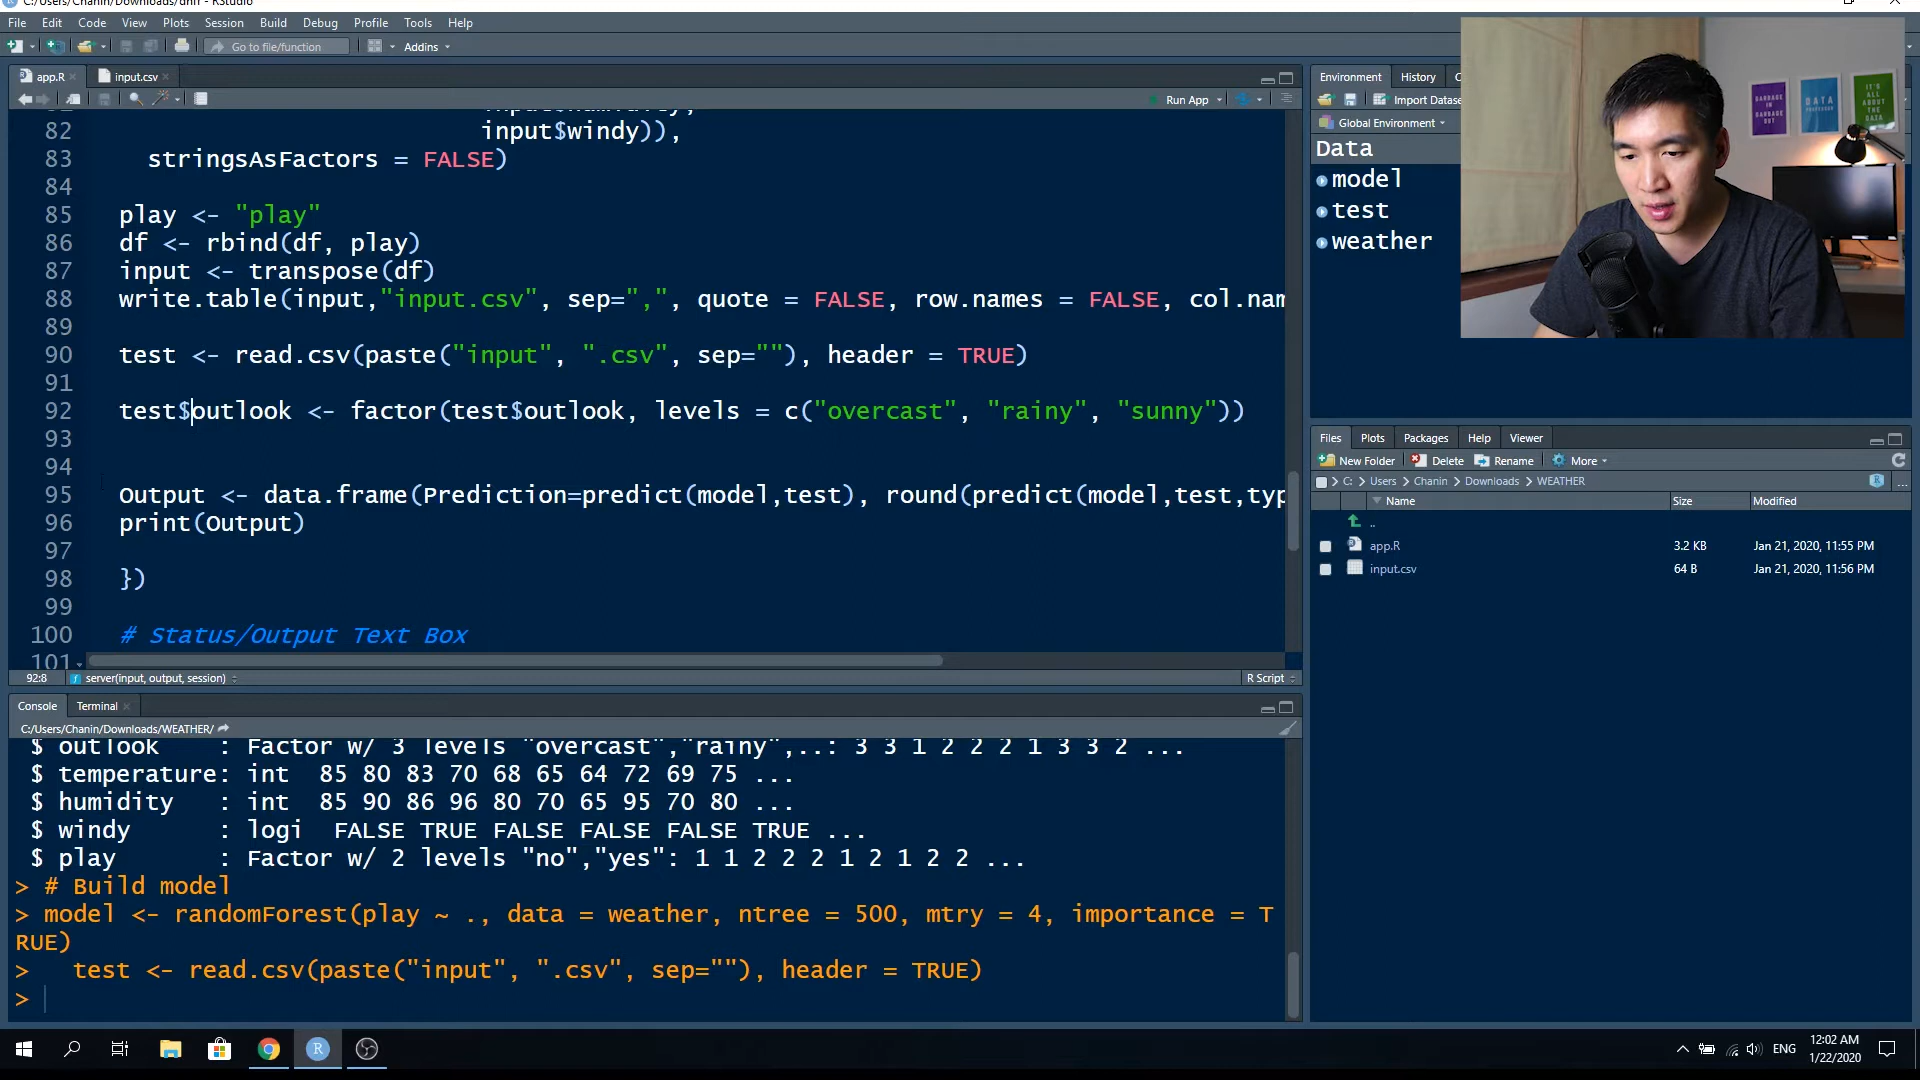 C:/Users/Chanin/Downloads/dhfr - RStudio
File Edit Code View Plots Session Build Debug Profile Tools Help
Go to file/function Addins
app.R input.csv
Run App
82 input$windy)),
83 stringsAsFactors = FALSE)
84
85 play <- "play"
86 df <- rbind(df, play)
87 input <- transpose(df)
88 write.table(input,"input.csv", sep=",", quote = FALSE, row.names = FALSE, col.nam
89
90 test <- read.csv(paste("input", ".csv", sep=""), header = TRUE)
91
92 test$outlook <- factor(test$outlook, levels = c("overcast", "rainy", "sunny"))
93
94
95 Output <- data.frame(Prediction=predict(model,test), round(predict(model,test,typ
96 print(Output)
97
98 })
99
100 # Status/Output Text Box
101
92:8 server(input, output, session) R Script
Console Terminal
C:/Users/Chanin/Downloads/WEATHER/
$ outlook : Factor w/ 3 levels "overcast","rainy",..: 3 3 1 2 2 2 1 3 3 2 ...
$ temperature: int 85 80 83 70 68 65 64 72 69 75 ...
$ humidity : int 85 90 86 96 80 70 65 95 70 80 ...
$ windy : logi FALSE TRUE FALSE FALSE FALSE TRUE ...
$ play : Factor w/ 2 levels "no","yes": 1 1 2 2 2 1 2 1 2 2 ...
> # Build model
> model <- randomForest(play ~ ., data = weather, ntree = 500, mtry = 4, importance = T
RUE)
> test <- read.csv(paste("input", ".csv", sep=""), header = TRUE)
>
Environment History C
Import Datase
Global Environment
Data
model
test
weather
GARBAGE IN GARBAGE OUT
DATA PROFESSOR
IT'S ALL ABOUT THE DATA
Files Plots Packages Help Viewer
New Folder Delete Rename More
C: Users Chanin Downloads WEATHER
Name Size Modified
..
app.R 3.2 KB Jan 21, 2020, 11:55 PM
input.csv 64 B Jan 21, 2020, 11:56 PM
ENG
12:02 AM
1/22/2020